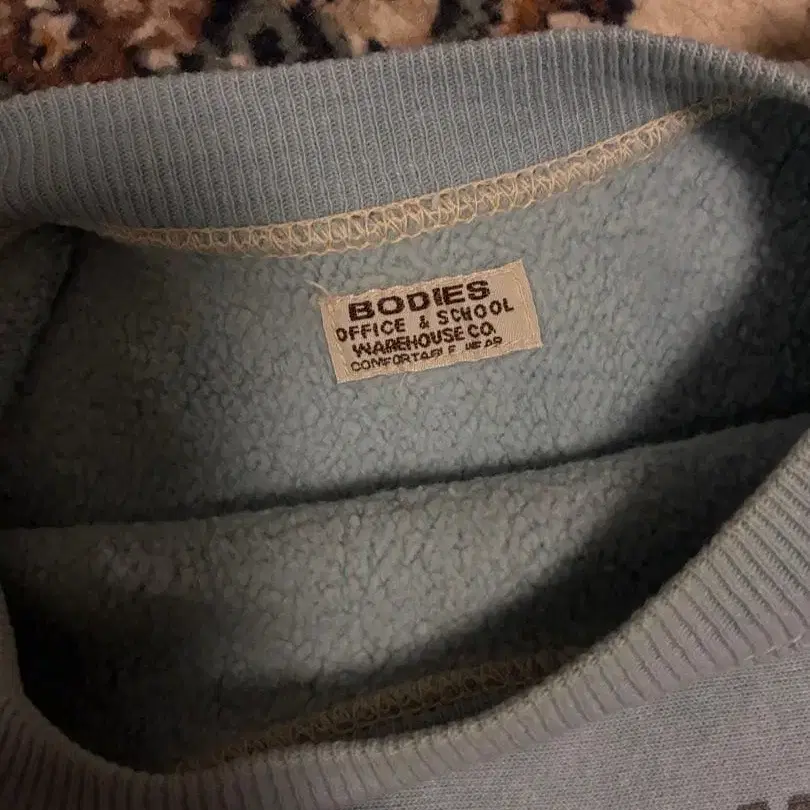 BODIES
OFFICE & SCHOOL
WAREHOUSE CO.
COMFORTABLE WEAR